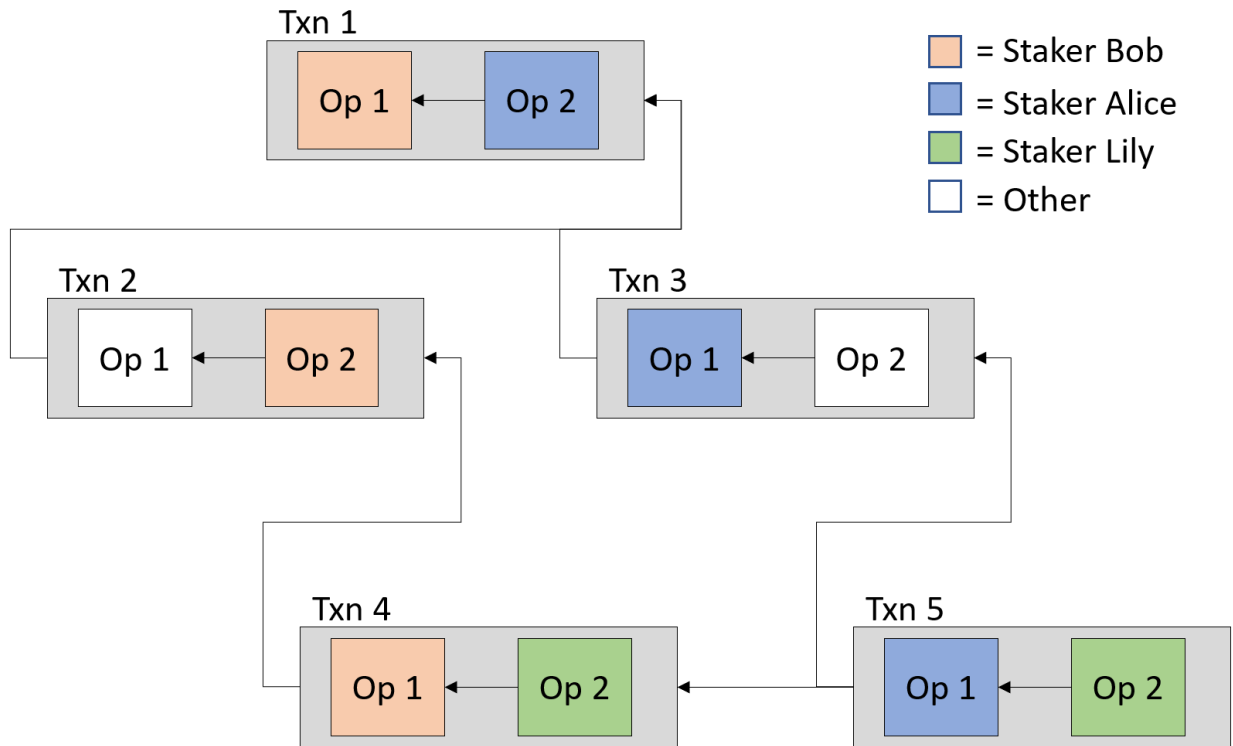 Txn 1
Op 1
Op 2
= Staker Bob
= Staker Alice
= Staker Lily
= Other
Txn 2
Op 1
Op 2
Txn 3
Op 1
Op 2
Txn 4
Op 1
Op 2
Txn 5
Op 1
Op 2